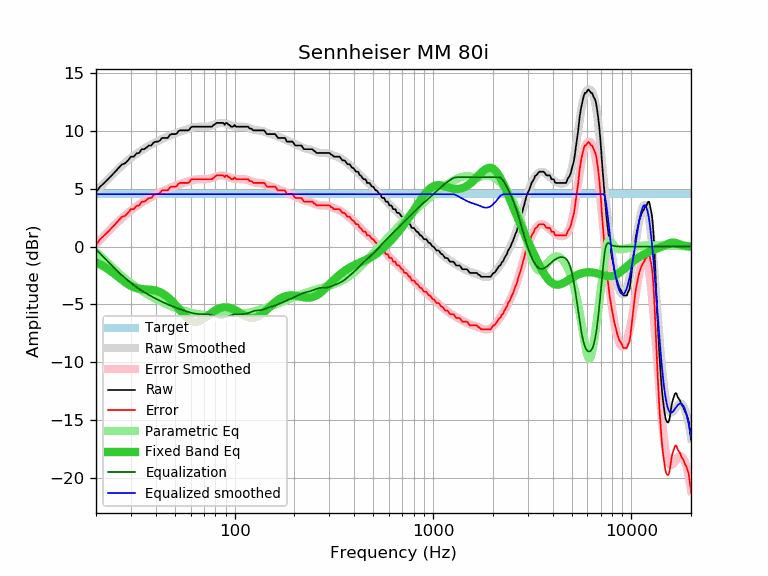 Sennheiser MM 80i
Amplitude (dBr)
15
10
5
0
−5
−10
−15
−20
Target
Raw Smoothed
Error Smoothed
Raw
Error
Parametric Eq
Fixed Band Eq
Equalization
Equalized smoothed
100
1000
10000
Frequency (Hz)